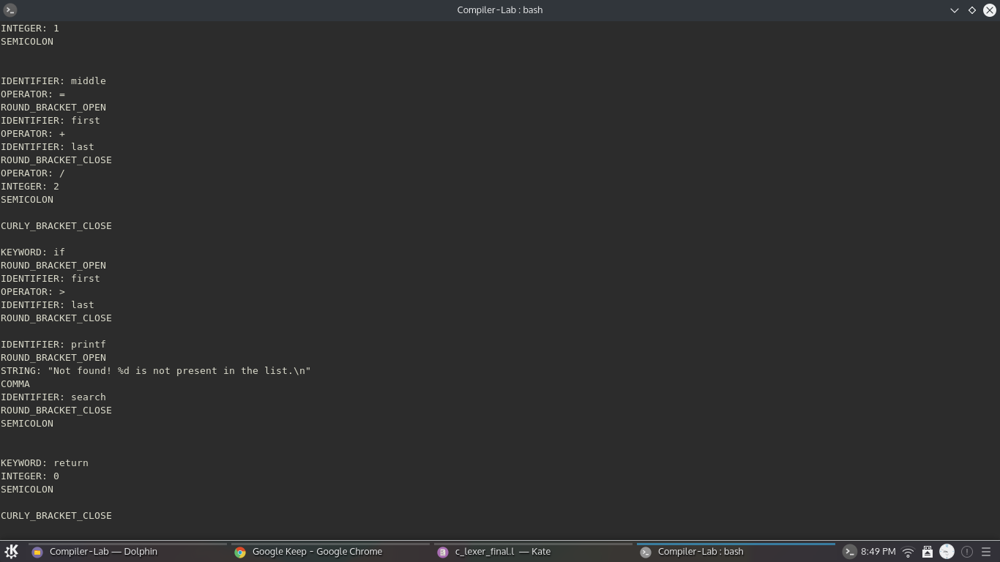 Compiler-Lab : bash
INTEGER: 1
SEMICOLON
IDENTIFIER: middle
OPERATOR: =
ROUND_BRACKET_OPEN
IDENTIFIER: first
OPERATOR: +
IDENTIFIER: last
ROUND_BRACKET_CLOSE
OPERATOR: /
INTEGER: 2
SEMICOLON
CURLY_BRACKET_CLOSE
KEYWORD: if
ROUND_BRACKET_OPEN
IDENTIFIER: first
OPERATOR: >
IDENTIFIER: last
ROUND_BRACKET_CLOSE
IDENTIFIER: printf
ROUND_BRACKET_OPEN
STRING: "Not found! %d is not present in the list.\n"
COMMA
IDENTIFIER: search
ROUND_BRACKET_CLOSE
SEMICOLON
KEYWORD: return
INTEGER: 0
SEMICOLON
CURLY_BRACKET_CLOSE
Compiler-Lab — Dolphin Google Keep - Google Chrome c_lexer_final.l — Kate Compiler-Lab : bash 8:49 PM